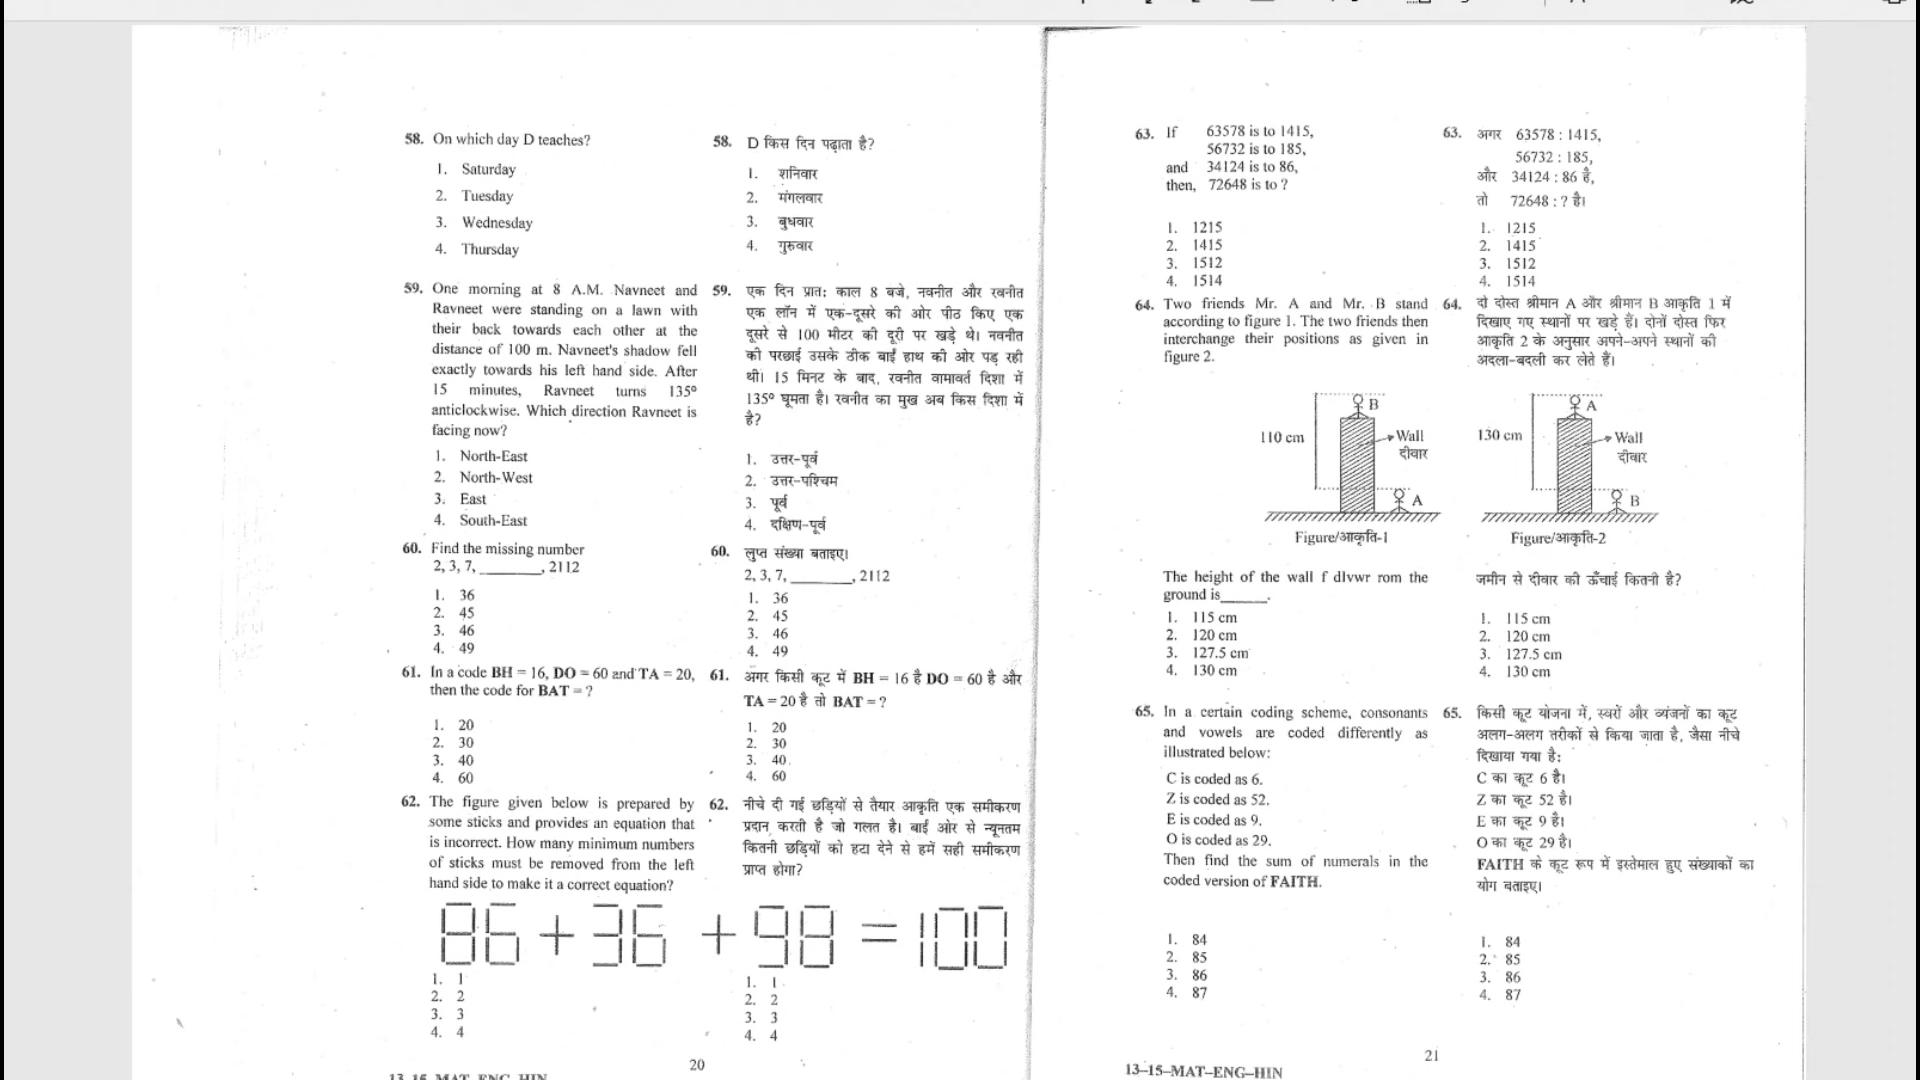 58. On which day D teaches?
1. Saturday
2. Tuesday
3. Wednesday
4. Thursday
59. One morning at 8 A.M. Navneet and
Ravneet were standing on a lawn with
their back towards each other at the
distance of 100 m. Navneet's shadow fell
exactly towards his left hand side. After
15 minutes, Ravneet turns 135°
anticlockwise. Which direction Ravneet is
facing now?
1. North-East
2. North-West
3. East
4. South-East
60. Find the missing number
2, 3, 7, _______, 2112
1. 36
2. 45
3. 46
4. 49
61. In a code BH = 16, DO = 60 and TA = 20,
then the code for BAT = ?
1. 20
2. 30
3. 40
4. 60
62. The figure given below is prepared by
some sticks and provides an equation that
is incorrect. How many minimum numbers
of sticks must be removed from the left
hand side to make it a correct equation?
58. D किस दिन पढ़ाता है?
1. शनिवार
2. मंगलवार
3. बुधवार
4. गुरुवार
59. एक दिन प्रातः काल 8 बजे, नवनीत और रवनीत
एक लॉन में एक-दूसरे की ओर पीठ किए एक
दूसरे से 100 मीटर की दूरी पर खड़े थे। नवनीत
की परछाई उसके ठीक बाईं हाथ की ओर पड़ रही
थी। 15 मिनट के बाद, रवनीत वामावर्त दिशा में
135° घूमता है। रवनीत का मुख अब किस दिशा में
है?
1. उत्तर-पूर्व
2. उत्तर-पश्चिम
3. पूर्व
4. दक्षिण-पूर्व
60. लुप्त संख्या बताइए।
2, 3, 7, _______, 2112
1. 36
2. 45
3. 46
4. 49
61. अगर किसी कूट में BH = 16 है DO = 60 है और
TA = 20 है तो BAT = ?
1. 20
2. 30
3. 40
4. 60
62. नीचे दी गई छड़ियों से तैयार आकृति एक समीकरण
प्रदान करती है जो गलत है। बाईं ओर से न्यूनतम
कितनी छड़ियों को हटा देने से हमें सही समीकरण
प्राप्त होगा?
86 + 36 + 98 = 100
1. 1
2. 2
3. 3
4. 4
1. 1
2. 2
3. 3
4. 4
20
13-15-MAT-ENG-HIN
63. If 63578 is to 1415,
56732 is to 185,
and 34124 is to 86,
then, 72648 is to ?
1. 1215
2. 1415
3. 1512
4. 1514
64. Two friends Mr. A and Mr. B stand
according to figure 1. The two friends then
interchange their positions as given in
figure 2.
63. अगर 63578 : 1415,
56732 : 185,
और 34124 : 86 है,
तो 72648 : ? है।
1. 1215
2. 1415
3. 1512
4. 1514
64. दो दोस्त श्रीमान A और श्रीमान B आकृति 1 में
दिखाए गए स्थानों पर खड़े हैं। दोनों दोस्त फिर
आकृति 2 के अनुसार अपने-अपने स्थानों की
अदला-बदली कर लेते हैं।
B
110 cm
Wall
दीवार
A
Figure/आकृति-1
A
130 cm
Wall
दीवार
B
Figure/आकृति-2
The height of the wall f dlvwr rom the
ground is______.
1. 115 cm
2. 120 cm
3. 127.5 cm
4. 130 cm
जमीन से दीवार की ऊँचाई कितनी है?
1. 115 cm
2. 120 cm
3. 127.5 cm
4. 130 cm
65. In a certain coding scheme, consonants
and vowels are coded differently as
illustrated below:
C is coded as 6.
Z is coded as 52.
E is coded as 9.
O is coded as 29.
Then find the sum of numerals in the
coded version of FAITH.
1. 84
2. 85
3. 86
4. 87
65. किसी कूट योजना में, स्वरों और व्यंजनों का कूट
अलग-अलग तरीकों से किया जाता है, जैसा नीचे
दिखाया गया है:
C का कूट 6 है।
Z का कूट 52 है।
E का कूट 9 है।
O का कूट 29 है।
FAITH के कूट रूप में इस्तेमाल हुए संख्याकों का
योग बताइए।
1. 84
2. 85
3. 86
4. 87
21
13–15–MAT–ENG–HIN